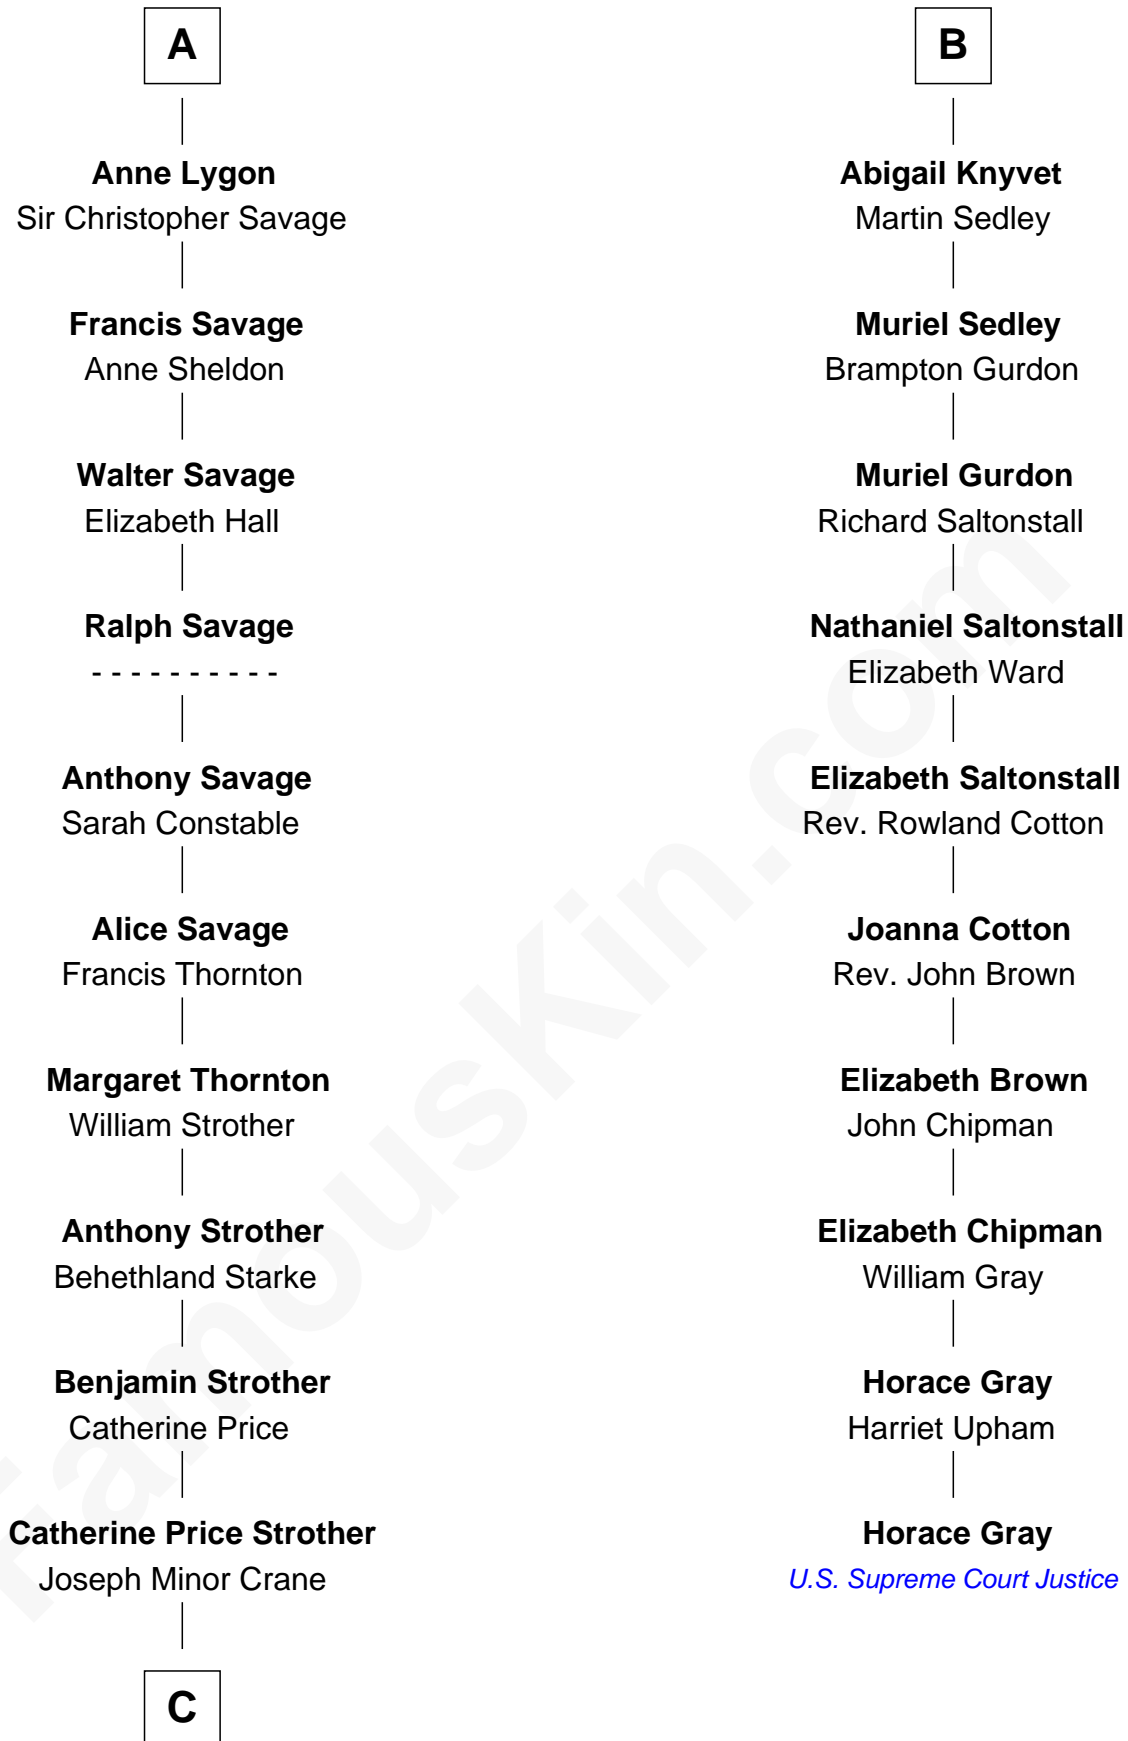 A
Anne Lygon
Sir Christopher Savage
Francis Savage
Anne Sheldon
Walter Savage
Elizabeth Hall
Ralph Savage
- - - - - - - - - -
Anthony Savage
Sarah Constable
Alice Savage
Francis Thornton
Margaret Thornton
William Strother
Anthony Strother
Behethland Starke
Benjamin Strother
Catherine Price
Catherine Price Strother
Joseph Minor Crane
C
B
Abigail Knyvet
Martin Sedley
Muriel Sedley
Brampton Gurdon
Muriel Gurdon
Richard Saltonstall
Nathaniel Saltonstall
Elizabeth Ward
Elizabeth Saltonstall
Rev. Rowland Cotton
Joanna Cotton
Rev. John Brown
Elizabeth Brown
John Chipman
Elizabeth Chipman
William Gray
Horace Gray
Harriet Upham
Horace Gray
U.S. Supreme Court Justice
FamousKin.com